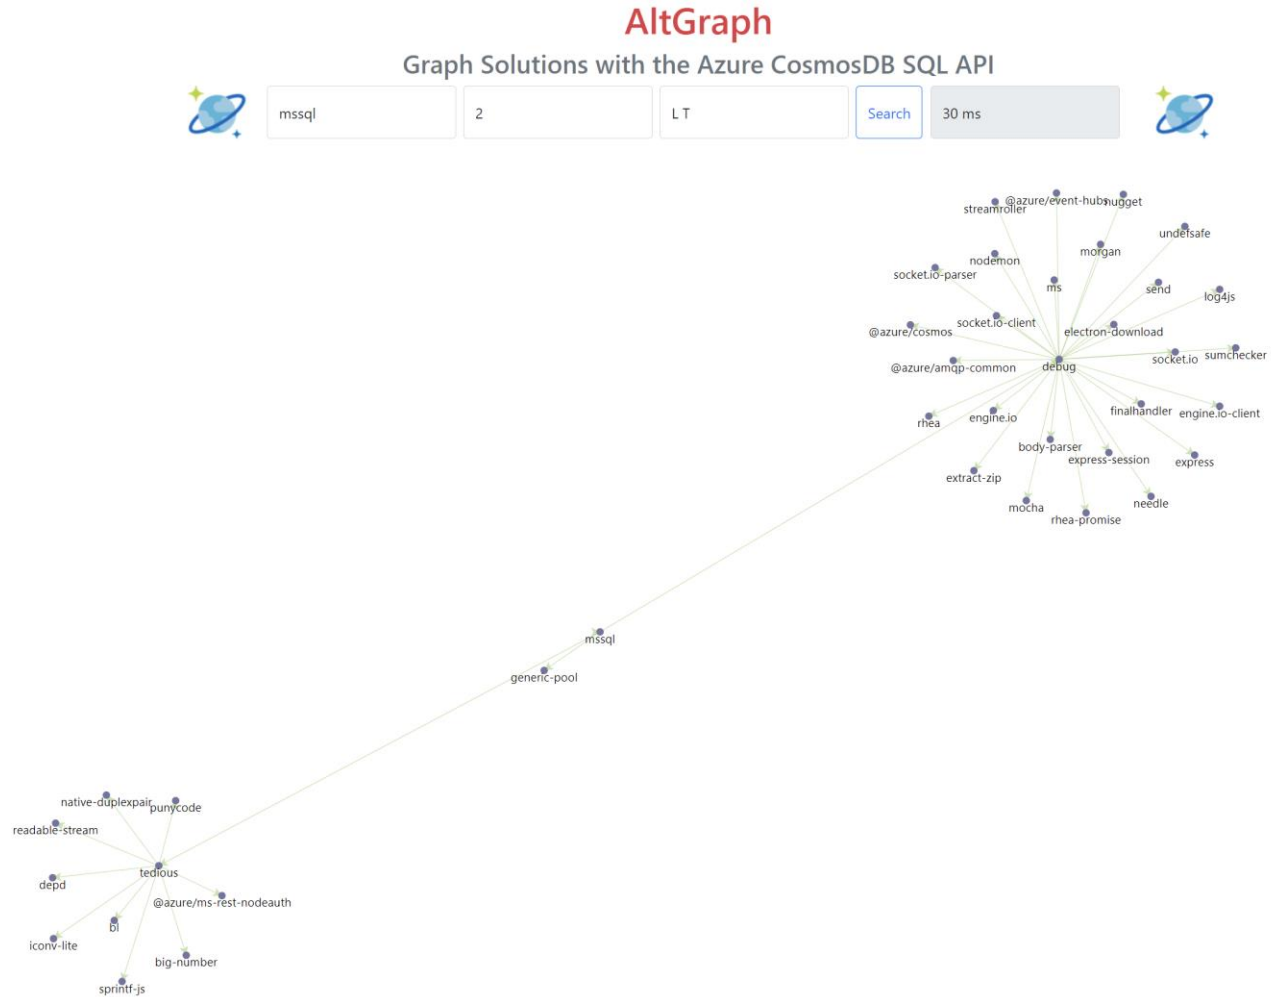 AltGraph
Graph Solutions with the Azure CosmosDB SQL API
mssql
2
L T
Search
30 ms
@azure/event-hubs
nugget
streamroller
undefsafe
morgan
nodemon
socket.io-parser
ms
send
log4js
socket.io-client
@azure/cosmos
electron-download
socket.io
sumchecker
@azure/amqp-common
debug
finalhandler
engine.io-client
rhea
engine.io
body-parser
express-session
express
extract-zip
needle
mocha
rhea-promise
mssql
generic-pool
native-duplexpair
punycode
readable-stream
tedious
depd
@azure/ms-rest-nodeauth
bl
iconv-lite
big-number
sprintf-js